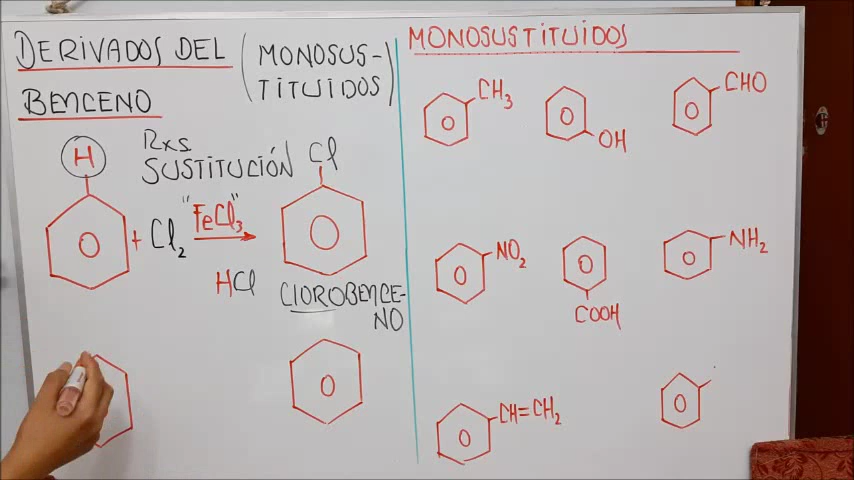 DERIVADOS DEL
BENCENO
(MONOSUS-
TITUIDOS)
H
Rxs
SUSTITUCIÓN
Cl
+ Cl₂
"FeCl₃"
HCl
CLOROBENCE-
NO
MONOSUSTITUIDOS
CH₃
OH
CHO
NO₂
COOH
NH₂
CH=CH₂